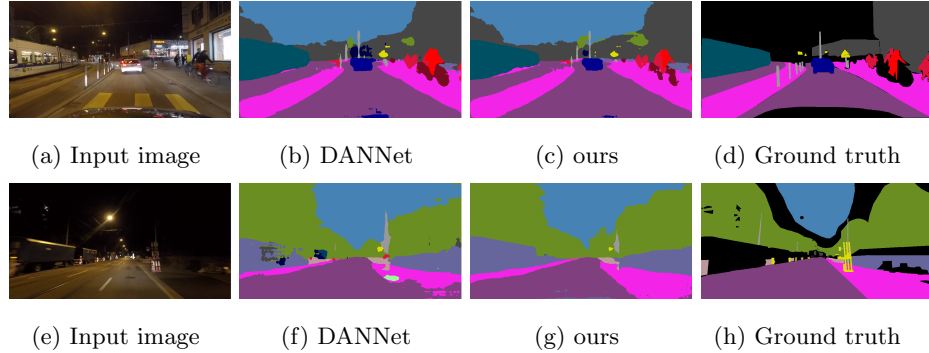 (a) Input image (b) DANNet (c) ours (d) Ground truth
(e) Input image (f) DANNet (g) ours (h) Ground truth